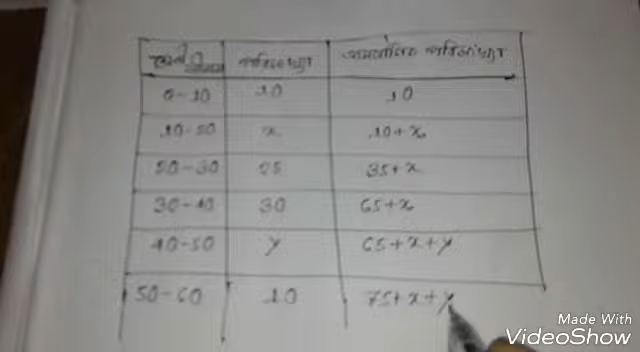 শ্রেণী পরিসংখ্যা ক্রমযৌগিক পরিসংখ্যা
0-10 10 10
10-20 x 10+x
20-30 25 35+x
30-40 30 65+x
40-50 y 65+x+y
50-60 10 75+x+y
Made With
VideoShow